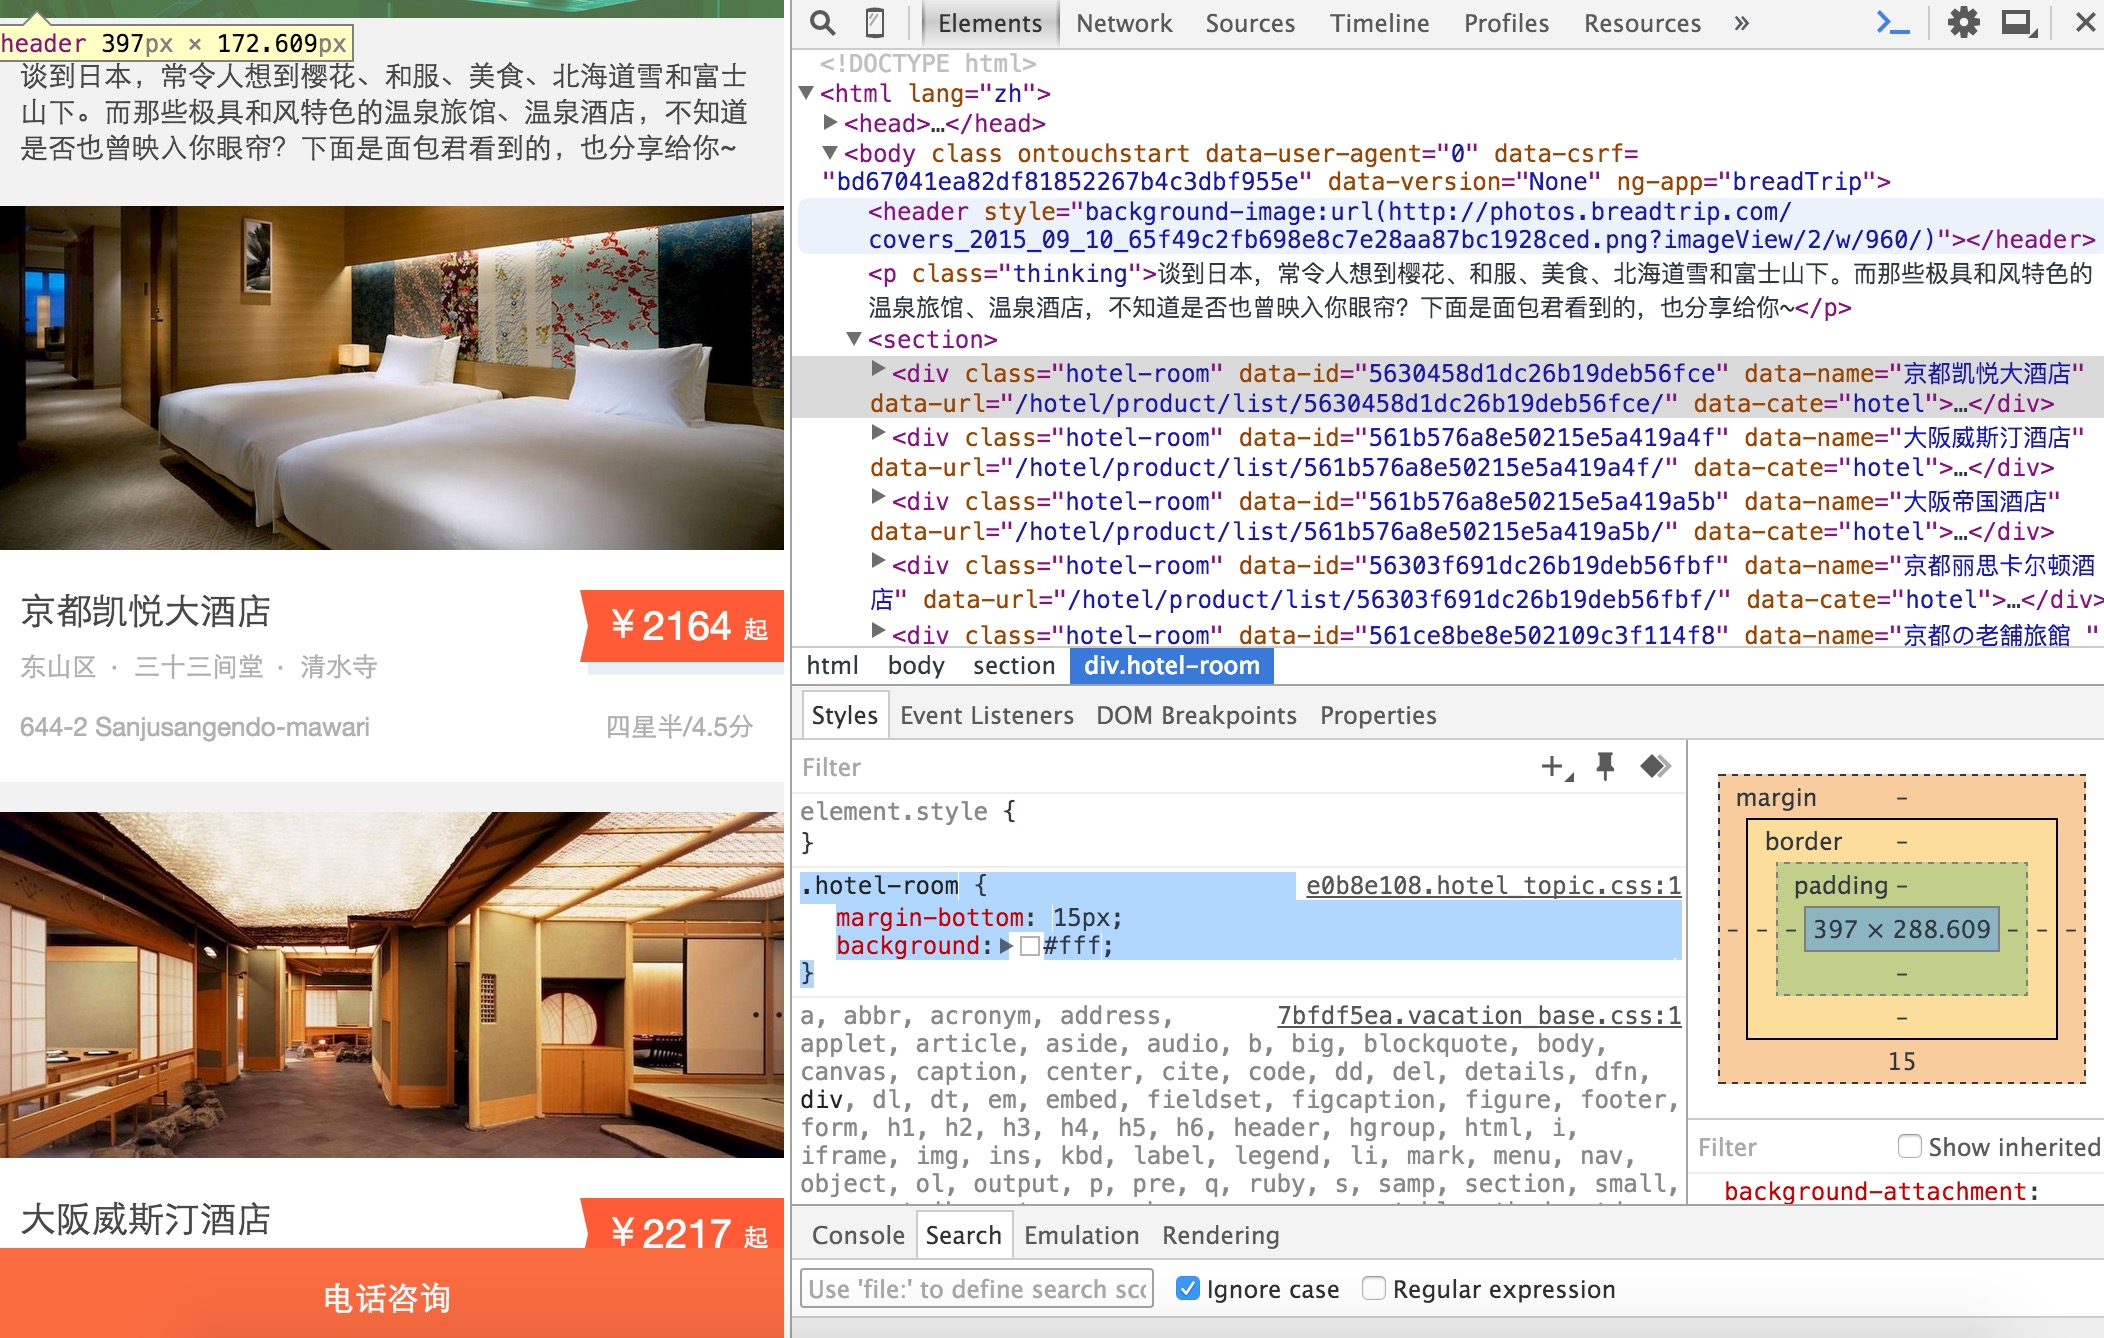 header 397px × 172.609px
谈到日本，常令人想到樱花、和服、美食、北海道雪和富士
山下。而那些极具和风特色的温泉旅馆、温泉酒店，不知道
是否也曾映入你眼帘？下面是面包君看到的，也分享给你~
京都凯悦大酒店
¥2164 起
东山区 · 三十三间堂 · 清水寺
644-2 Sanjusangendo-mawari
四星半/4.5分
大阪威斯汀酒店
¥2217 起
电话咨询
Elements Network Sources Timeline Profiles Resources »
<!DOCTYPE html>
<html lang="zh">
<head>…</head>
<body class ontouchstart data-user-agent="0" data-csrf=
"bd67041ea82df81852267b4c3dbf955e" data-version="None" ng-app="breadTrip">
<header style="background-image:url(http://photos.breadtrip.com/
covers_2015_09_10_65f49c2fb698e8c7e28aa87bc1928ced.png?imageView/2/w/960/)"></header>
<p class="thinking">谈到日本，常令人想到樱花、和服、美食、北海道雪和富士山下。而那些极具和风特色的
温泉旅馆、温泉酒店，不知道是否也曾映入你眼帘？下面是面包君看到的，也分享给你~</p>
<section>
<div class="hotel-room" data-id="5630458d1dc26b19deb56fce" data-name="京都凯悦大酒店"
data-url="/hotel/product/list/5630458d1dc26b19deb56fce/" data-cate="hotel">…</div>
<div class="hotel-room" data-id="561b576a8e50215e5a419a4f" data-name="大阪威斯汀酒店"
data-url="/hotel/product/list/561b576a8e50215e5a419a4f/" data-cate="hotel">…</div>
<div class="hotel-room" data-id="561b576a8e50215e5a419a5b" data-name="大阪帝国酒店"
data-url="/hotel/product/list/561b576a8e50215e5a419a5b/" data-cate="hotel">…</div>
<div class="hotel-room" data-id="56303f691dc26b19deb56fbf" data-name="京都丽思卡尔顿酒
店" data-url="/hotel/product/list/56303f691dc26b19deb56fbf/" data-cate="hotel">…</div>
<div class="hotel-room" data-id="561ce8be8e502109c3f114f8" data-name="京都の老舗旅館 "
html body section div.hotel-room
Styles Event Listeners DOM Breakpoints Properties
Filter
element.style {
}
.hotel-room { e0b8e108.hotel_topic.css:1
margin-bottom: 15px;
background: #fff;
}
a, abbr, acronym, address, 7bfdf5ea.vacation_base.css:1
applet, article, aside, audio, b, big, blockquote, body,
canvas, caption, center, cite, code, dd, del, details, dfn,
div, dl, dt, em, embed, fieldset, figcaption, figure, footer,
form, h1, h2, h3, h4, h5, h6, header, hgroup, html, i,
iframe, img, ins, kbd, label, legend, li, mark, menu, nav,
object, ol, output, p, pre, q, ruby, s, samp, section, small,
margin –
border –
padding –
– – – 397 × 288.609 – – –
–
–
15
Filter Show inherited
background-attachment:
Console Search Emulation Rendering
Use 'file:' to define search sco
Ignore case Regular expression